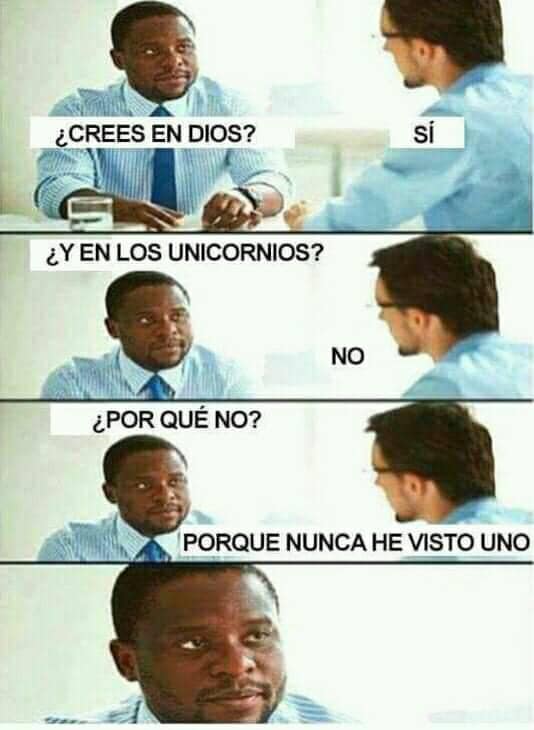 ¿CREES EN DIOS?
SÍ
¿Y EN LOS UNICORNIOS?
NO
¿POR QUÉ NO?
PORQUE NUNCA HE VISTO UNO